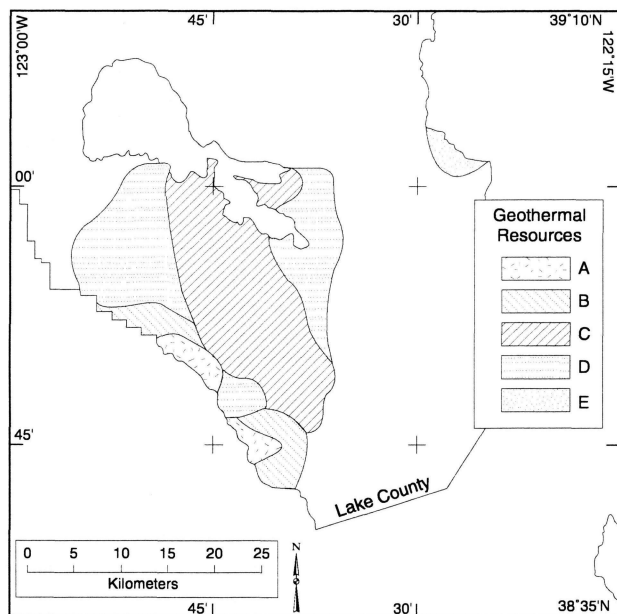 45'
30'
39°10'N
123°00'W
122°15'W
00'
Geothermal
Resources
A
B
C
D
E
45'
Lake County
0 5 10 15 20 25
Kilometers
N
45'
30'
38°35'N